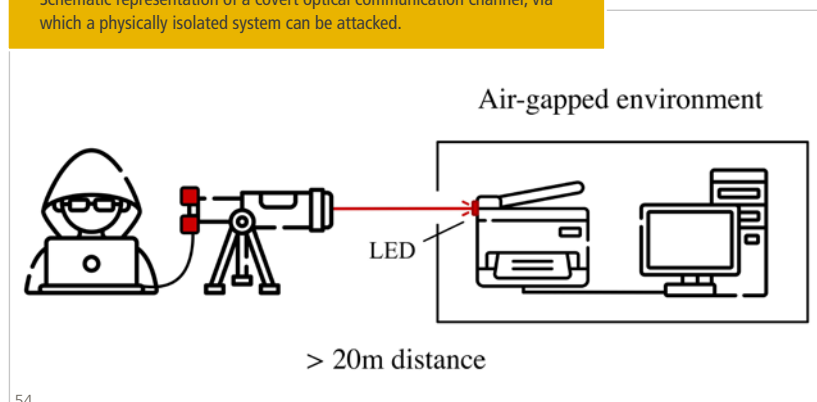 Schematic representation of a covert optical communication channel, via
which a physically isolated system can be attacked.
Air-gapped environment
LED
> 20m distance
54